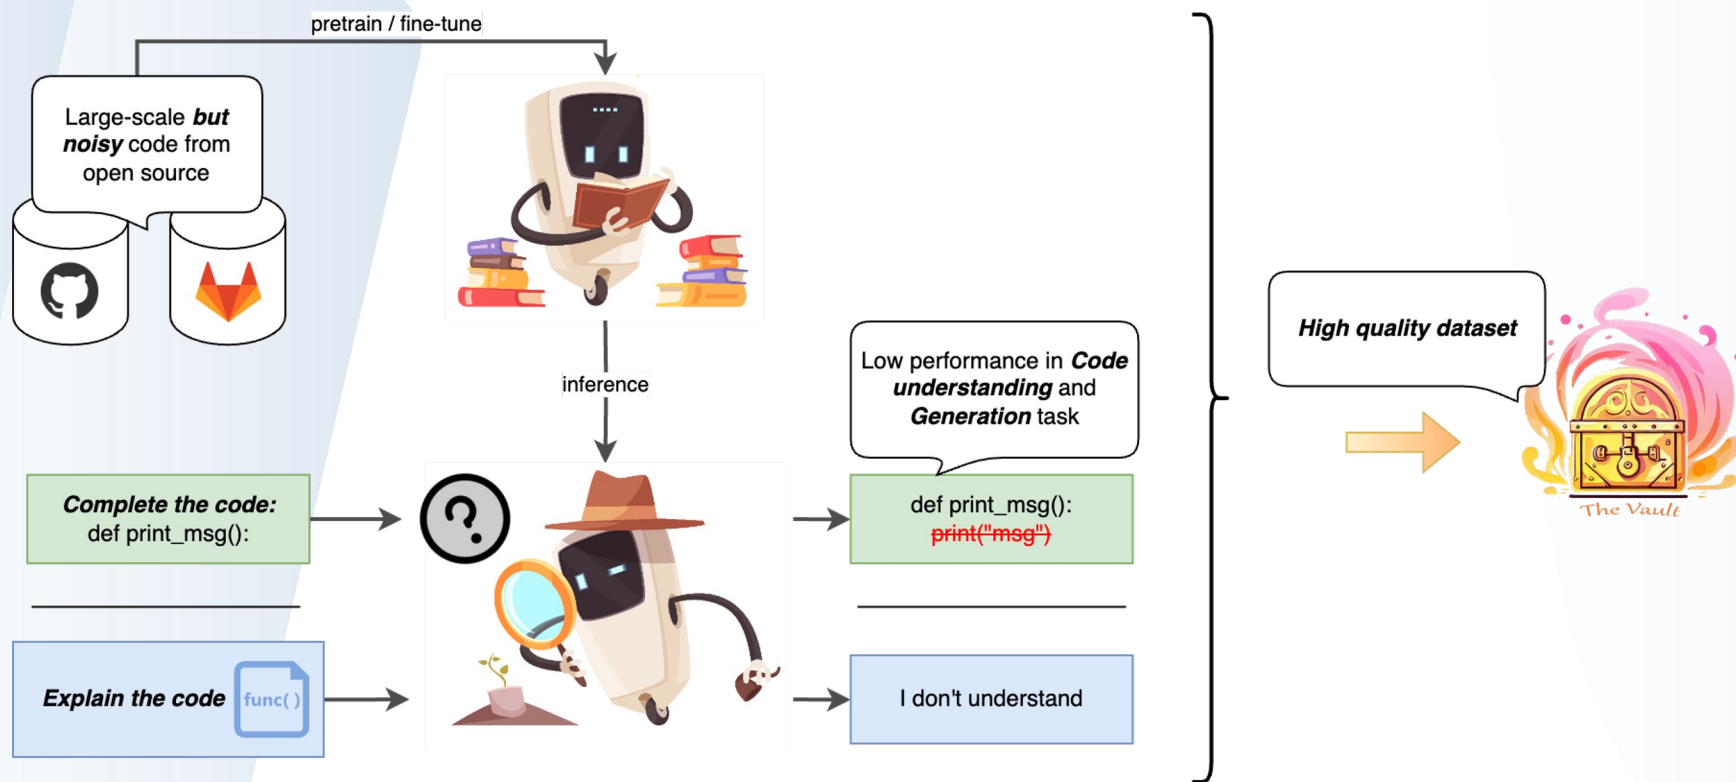 pretrain / fine-tune
Large-scale but
noisy code from
open source
inference
Low performance in Code
understanding and
Generation task
High quality dataset
Complete the code:
def print_msg():
def print_msg():
print("msg")
The Vault
Explain the code
func()
I don't understand